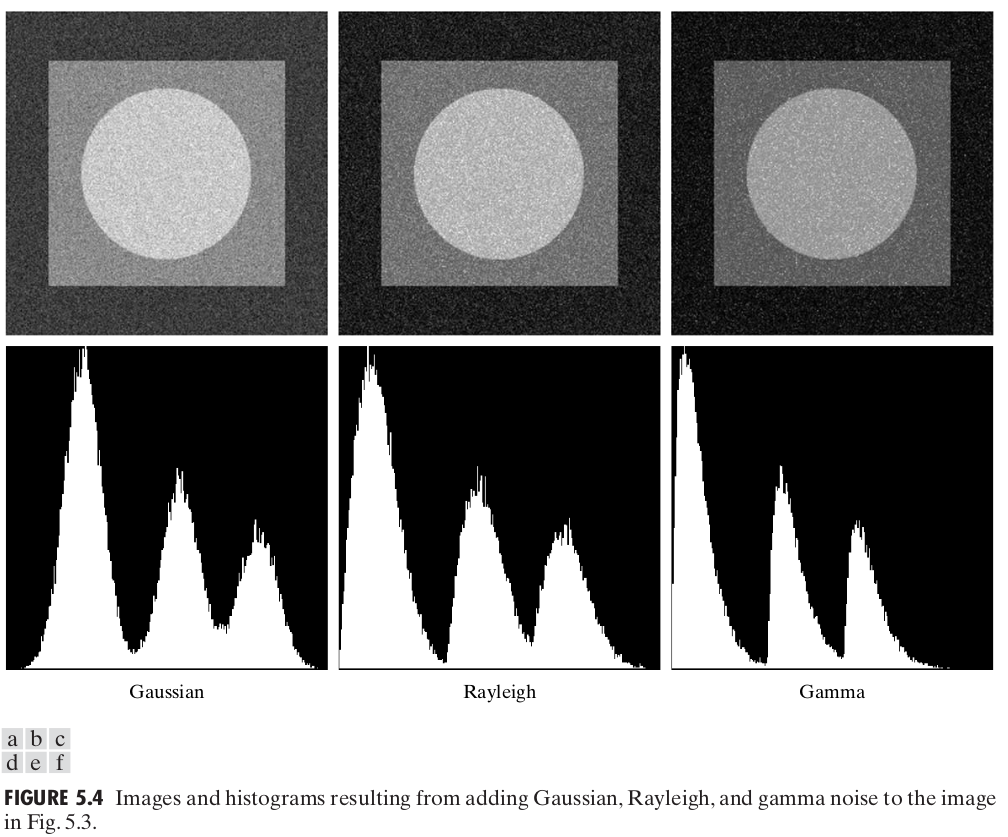 Gaussian Rayleigh Gamma
a b c
d e f
FIGURE 5.4 Images and histograms resulting from adding Gaussian, Rayleigh, and gamma noise to the image
in Fig. 5.3.